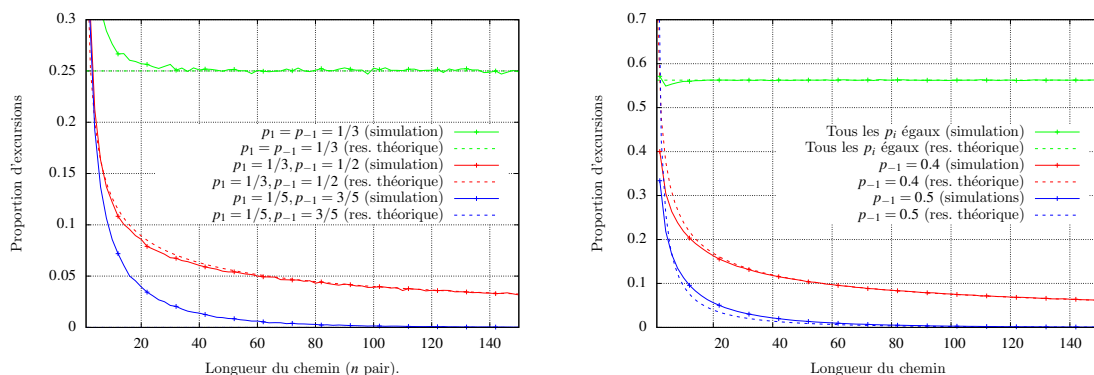 0.3
0.25
0.2
0.15
0.1
0.05
0
20 40 60 80 100 120 140
Proportion d'excursions
Longueur du chemin (n pair).
p₁ = p₋₁ = 1/3 (simulation)
p₁ = p₋₁ = 1/3 (res. théorique)
p₁ = 1/3, p₋₁ = 1/2 (simulation)
p₁ = 1/3, p₋₁ = 1/2 (res. théorique)
p₁ = 1/5, p₋₁ = 3/5 (simulation)
p₁ = 1/5, p₋₁ = 3/5 (res. théorique)
0.7
0.6
0.5
0.4
0.3
0.2
0.1
0
20 40 60 80 100 120 140
Proportion d'excursions
Longueur du chemin
Tous les pᵢ égaux (simulation)
Tous les pᵢ égaux (res. théorique)
p₋₁ = 0.4 (simulation)
p₋₁ = 0.4 (res. théorique)
p₋₁ = 0.5 (simulations)
p₋₁ = 0.5 (res. théorique)